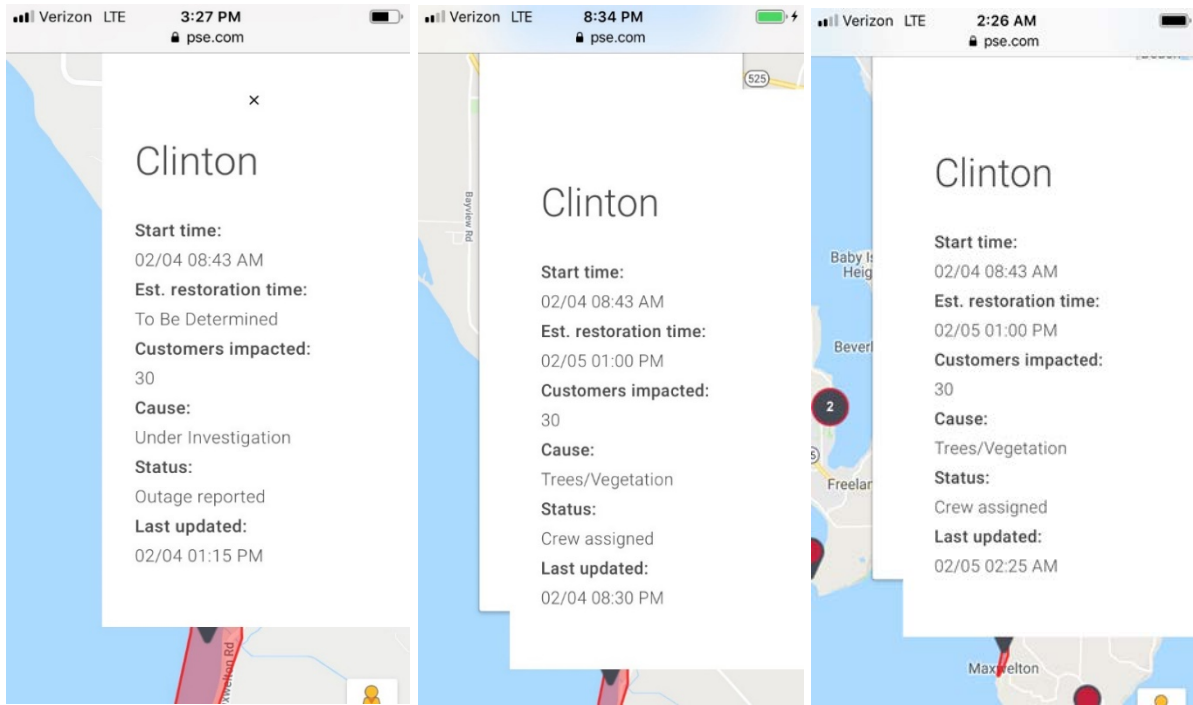 Verizon LTE 3:27 PM
pse.com
×
Clinton
Start time:
02/04 08:43 AM
Est. restoration time:
To Be Determined
Customers impacted:
30
Cause:
Under Investigation
Status:
Outage reported
Last updated:
02/04 01:15 PM
Verizon LTE 8:34 PM
pse.com
525
Bayview Rd
Clinton
Start time:
02/04 08:43 AM
Est. restoration time:
02/05 01:00 PM
Customers impacted:
30
Cause:
Trees/Vegetation
Status:
Crew assigned
Last updated:
02/04 08:30 PM
Verizon LTE 2:26 AM
pse.com
Clinton
Baby
Heig
Start time:
02/04 08:43 AM
Est. restoration time:
02/05 01:00 PM
Beverl
Customers impacted:
30
2
Cause:
Trees/Vegetation
Status:
Freelan
Crew assigned
Last updated:
02/05 02:25 AM
Maxwelton